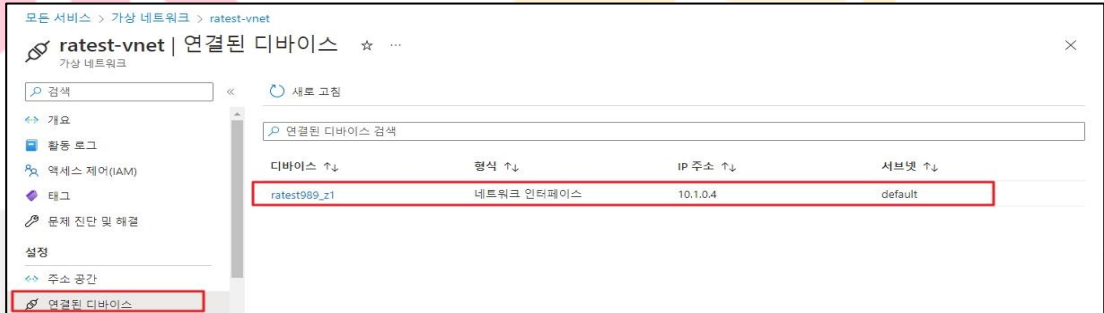 모든 서비스 > 가상 네트워크 > ratest-vnet
ratest-vnet | 연결된 디바이스 ☆ ...
가상 네트워크
검색 «
새로 고침
개요
활동 로그
액세스 제어(IAM)
태그
문제 진단 및 해결
설정
주소 공간
연결된 디바이스
연결된 디바이스 검색
디바이스 ↑↓ 형식 ↑↓ IP 주소 ↑↓ 서브넷 ↑↓
ratest989_z1 네트워크 인터페이스 10.1.0.4 default